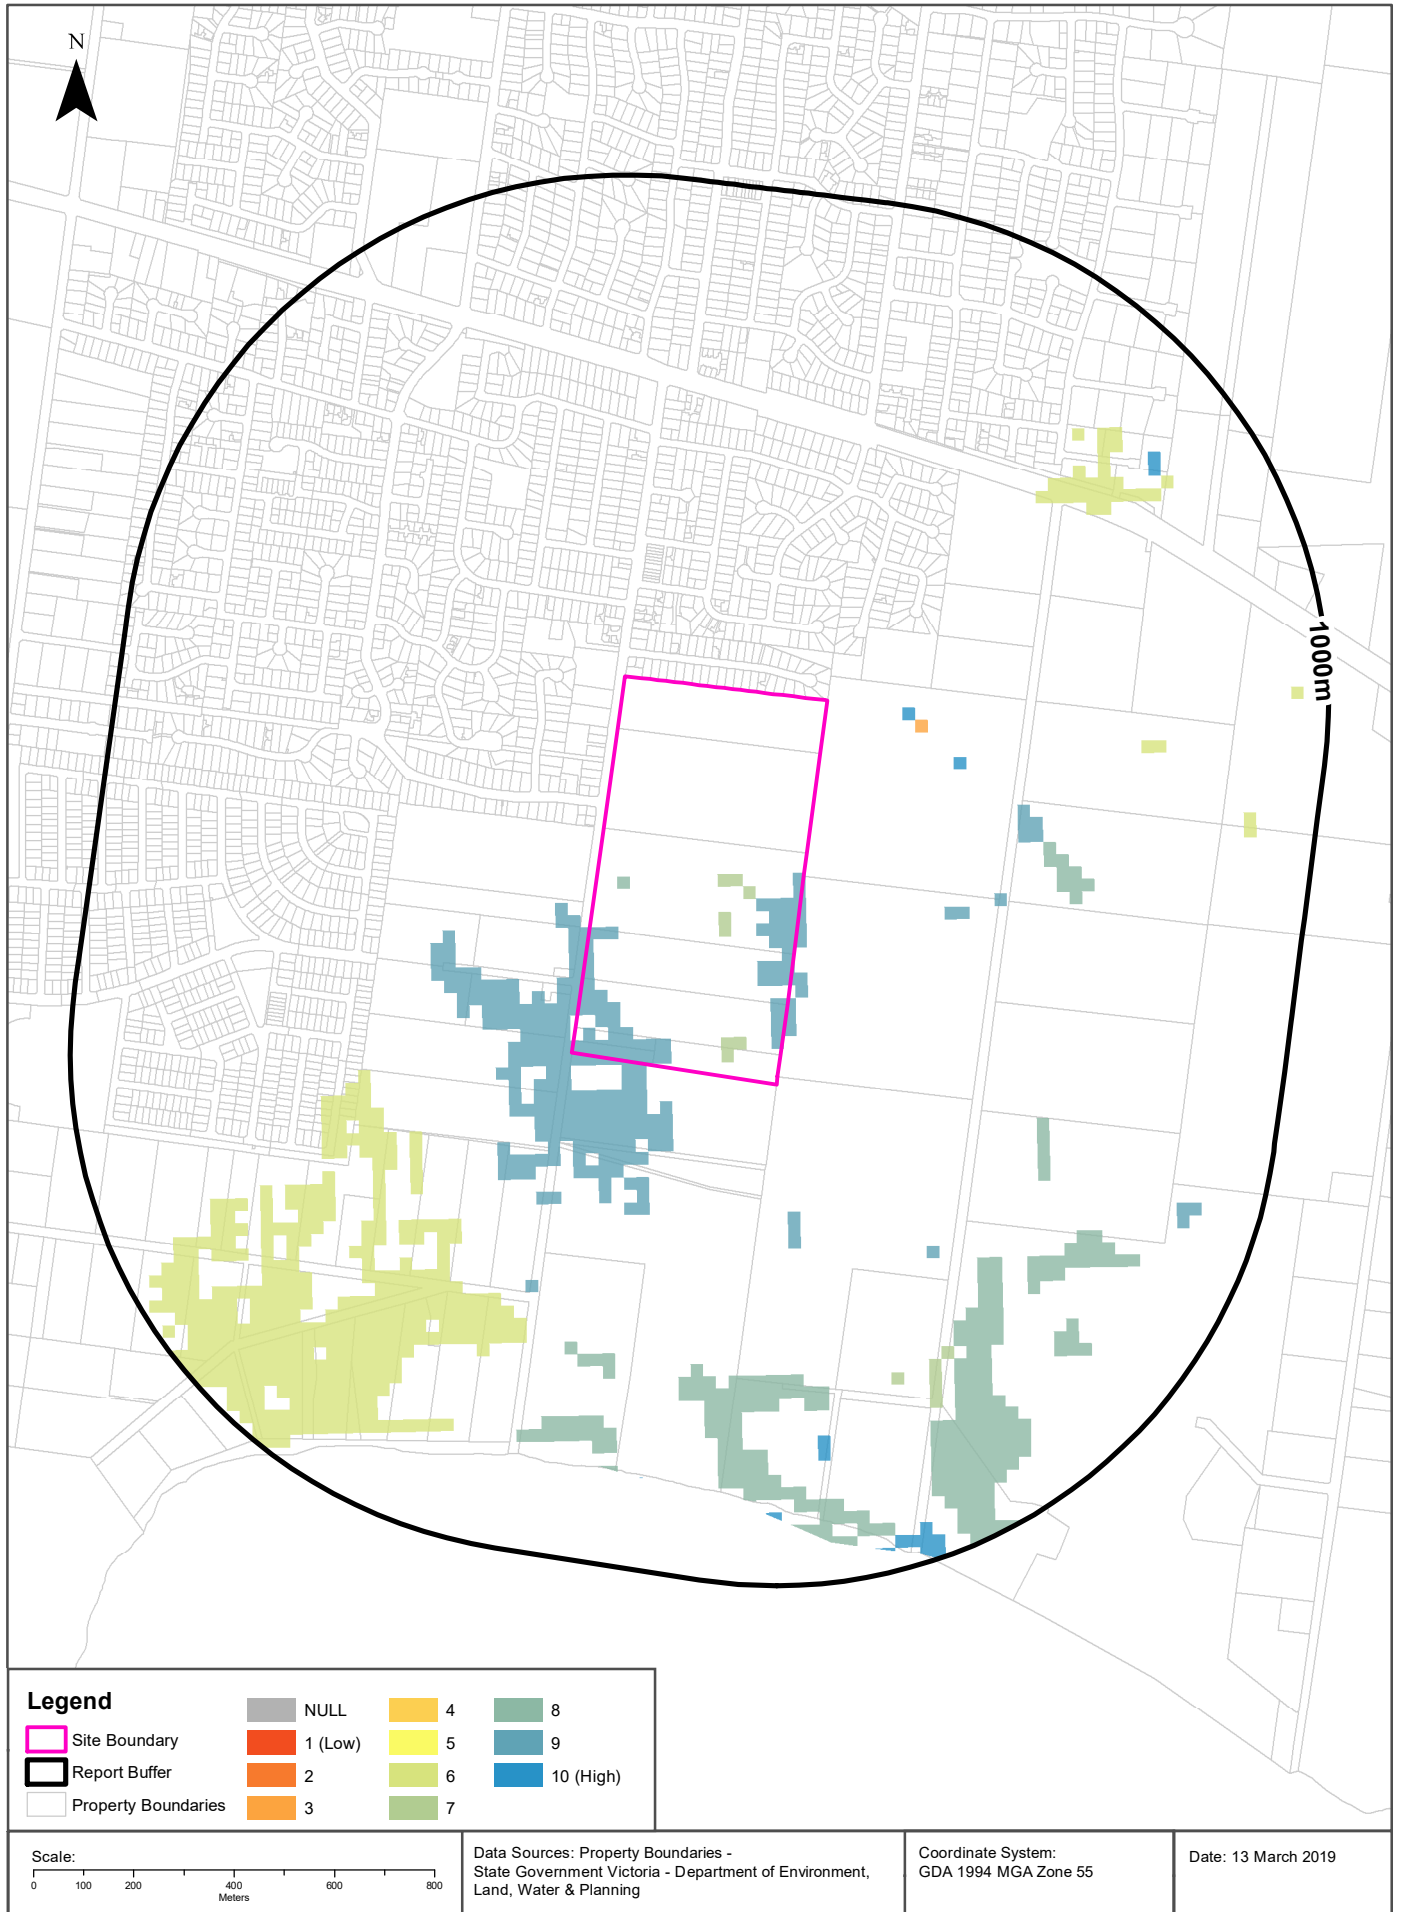 N
1000m
Legend
Site Boundary
Report Buffer
Property Boundaries
NULL
1 (Low)
2
3
4
5
6
7
8
9
10 (High)
Scale:
0 100 200 400 600 800
Meters
Data Sources: Property Boundaries -
State Government Victoria - Department of Environment,
Land, Water & Planning
Coordinate System:
GDA 1994 MGA Zone 55
Date: 13 March 2019